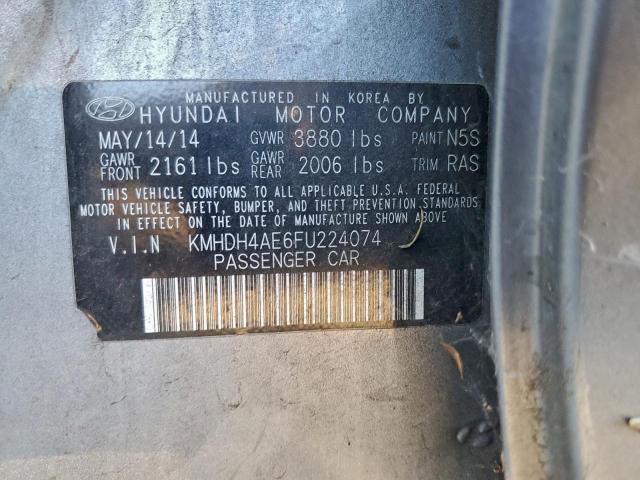 MANUFACTURED IN KOREA BY
HYUNDAI MOTOR COMPANY
MAY/14/14 GVWR 3880 lbs PAINT N5S
GAWR FRONT 2161 lbs GAWR REAR 2006 lbs TRIM RAS
THIS VEHICLE CONFORMS TO ALL APPLICABLE U.S.A. FEDERAL
MOTOR VEHICLE SAFETY, BUMPER, AND THEFT PREVENTION STANDARDS
IN EFFECT ON THE DATE OF MANUFACTURE SHOWN ABOVE.
V.I.N KMHDH4AE6FU224074
PASSENGER CAR